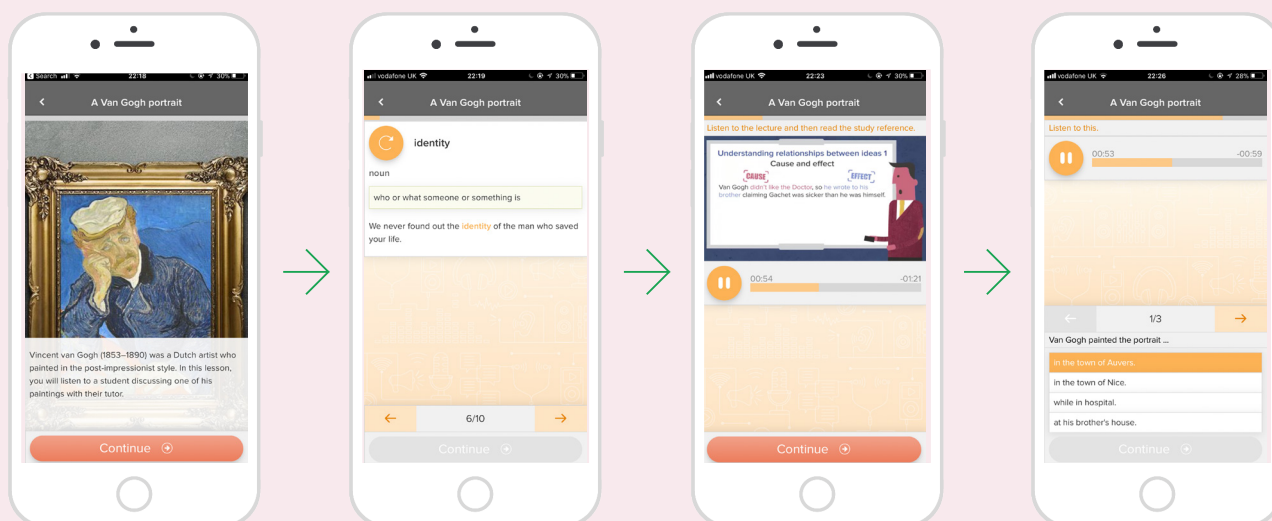 Search 22:18 30%
A Van Gogh portrait
Vincent van Gogh (1853–1890) was a Dutch artist who
painted in the post-impressionist style. In this lesson,
you will listen to a student discussing one of his
paintings with their tutor.
Continue
vodafone UK 22:19 30%
A Van Gogh portrait
identity
noun
who or what someone or something is
We never found out the identity of the man who saved
your life.
6/10
Continue
vodafone UK 22:23 30%
A Van Gogh portrait
Listen to the lecture and then read the study reference.
Understanding relationships between ideas 1
Cause and effect
CAUSE EFFECT
Van Gogh didn't like the Doctor, so he wrote to his
brother claiming Gachet was sicker than he was himself.
00:54 -01:21
Continue
vodafone UK 22:26 28%
A Van Gogh portrait
Listen to this.
00:53 -00:59
1/3
Van Gogh painted the portrait ...
in the town of Auvers.
in the town of Nice.
while in hospital.
at his brother's house.
Continue